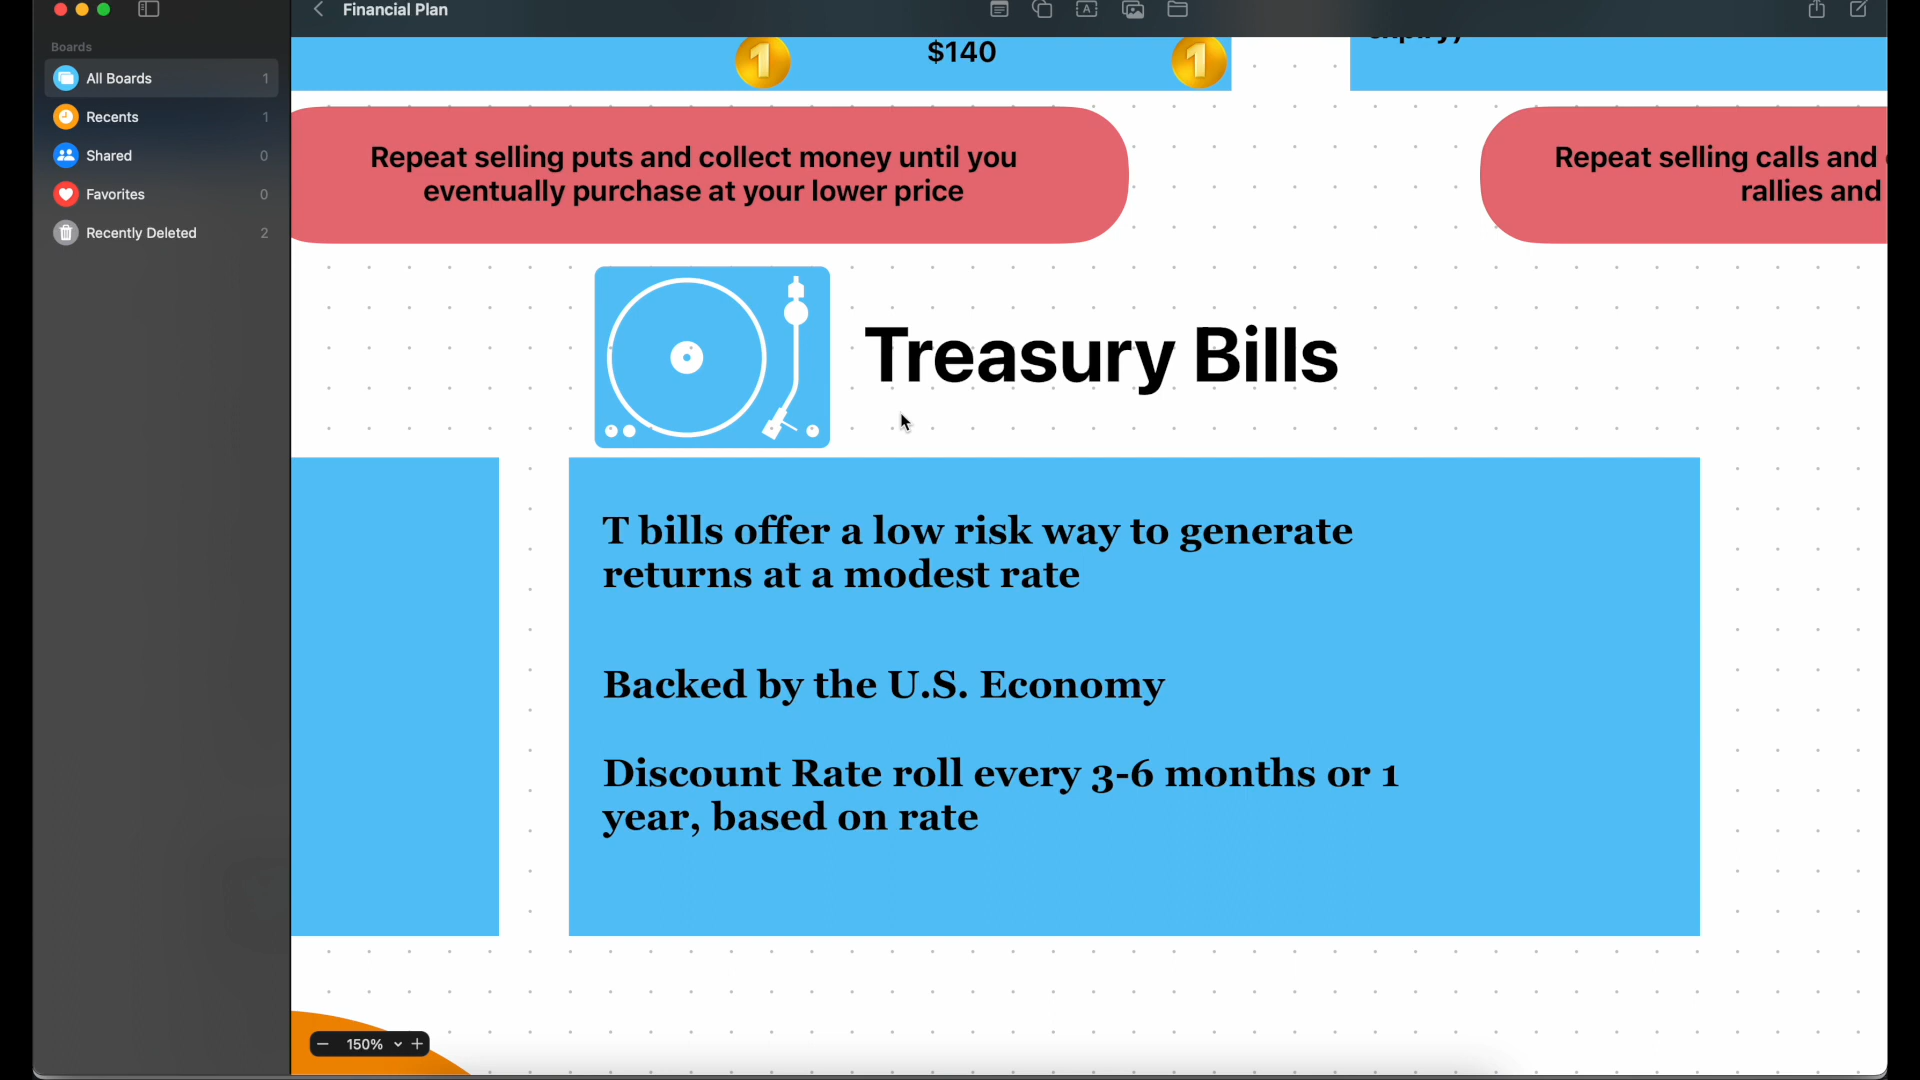 Financial Plan
Boards
All Boards 1
Recents 1
Shared 0
Favorites 0
Recently Deleted 2
1 $140 1
Repeat selling puts and collect money until you
eventually purchase at your lower price
Repeat selling calls and
rallies and
Treasury Bills
T bills offer a low risk way to generate
returns at a modest rate
Backed by the U.S. Economy
Discount Rate roll every 3-6 months or 1
year, based on rate
150%